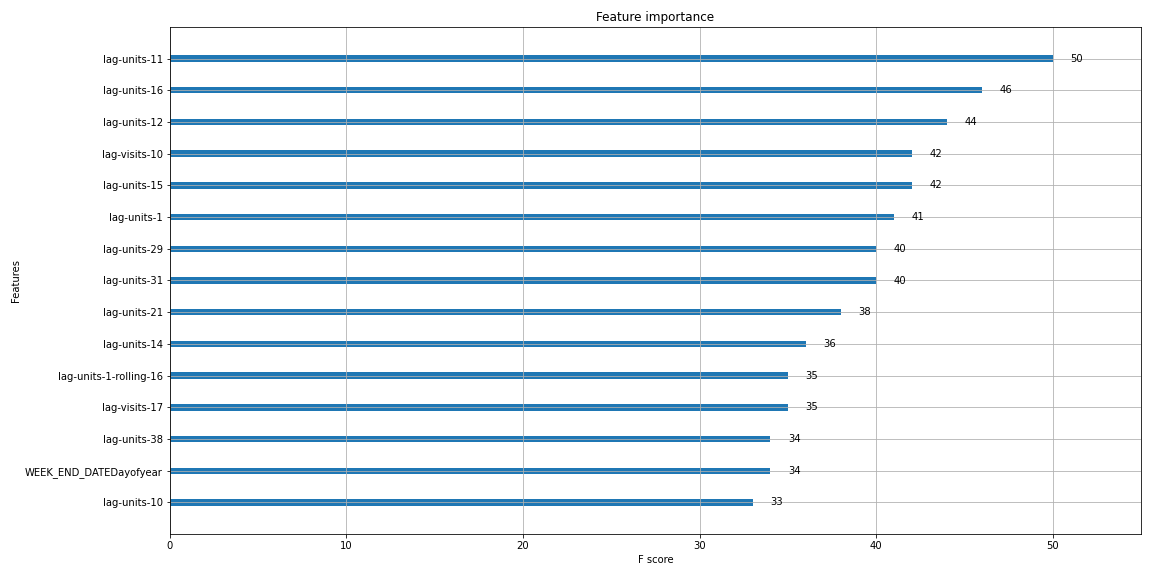 Feature importance
Features
lag-units-11 50
lag-units-16 46
lag-units-12 44
lag-visits-10 42
lag-units-15 42
lag-units-1 41
lag-units-29 40
lag-units-31 40
lag-units-21 38
lag-units-14 36
lag-units-1-rolling-16 35
lag-visits-17 35
lag-units-38 34
WEEK_END_DATEDayofyear 34
lag-units-10 33
0 10 20 30 40 50
F score